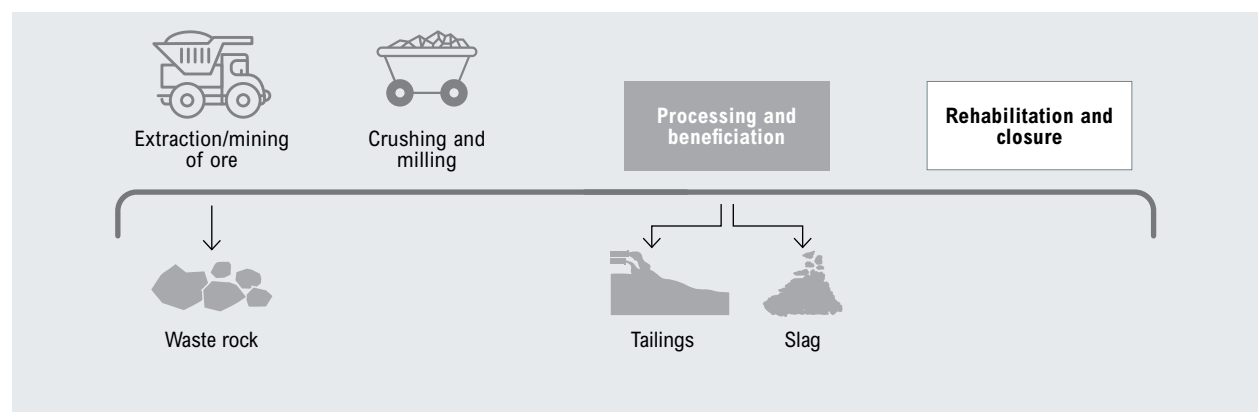 Extraction/mining
of ore
Crushing and
milling
Processing and
beneficiation
Rehabilitation and
closure
Waste rock
Tailings
Slag